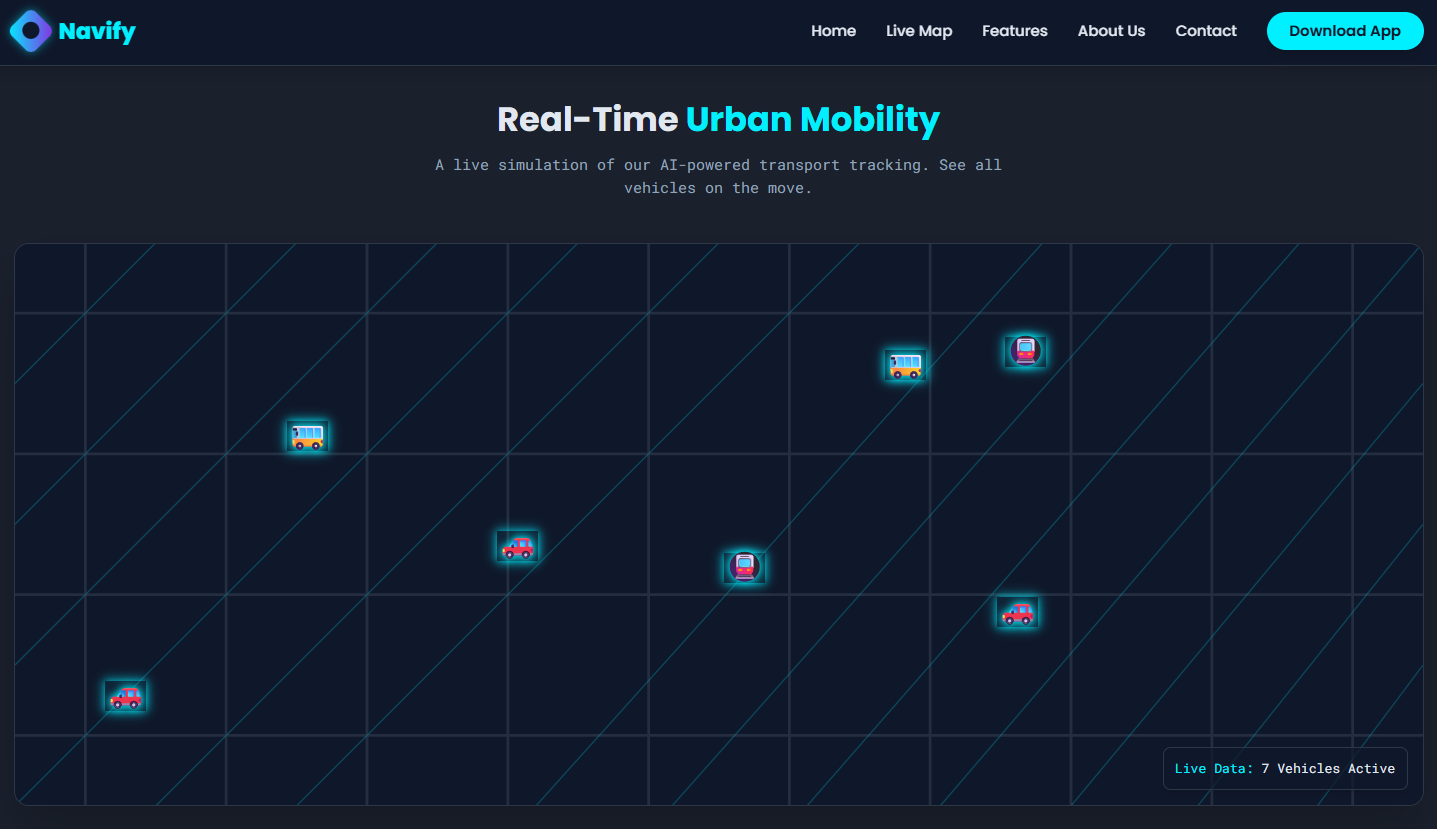 Navify
Home
Live Map
Features
About Us
Contact
Download App
Real-Time Urban Mobility
A live simulation of our AI-powered transport tracking. See all
vehicles on the move.
Live Data: 7 Vehicles Active